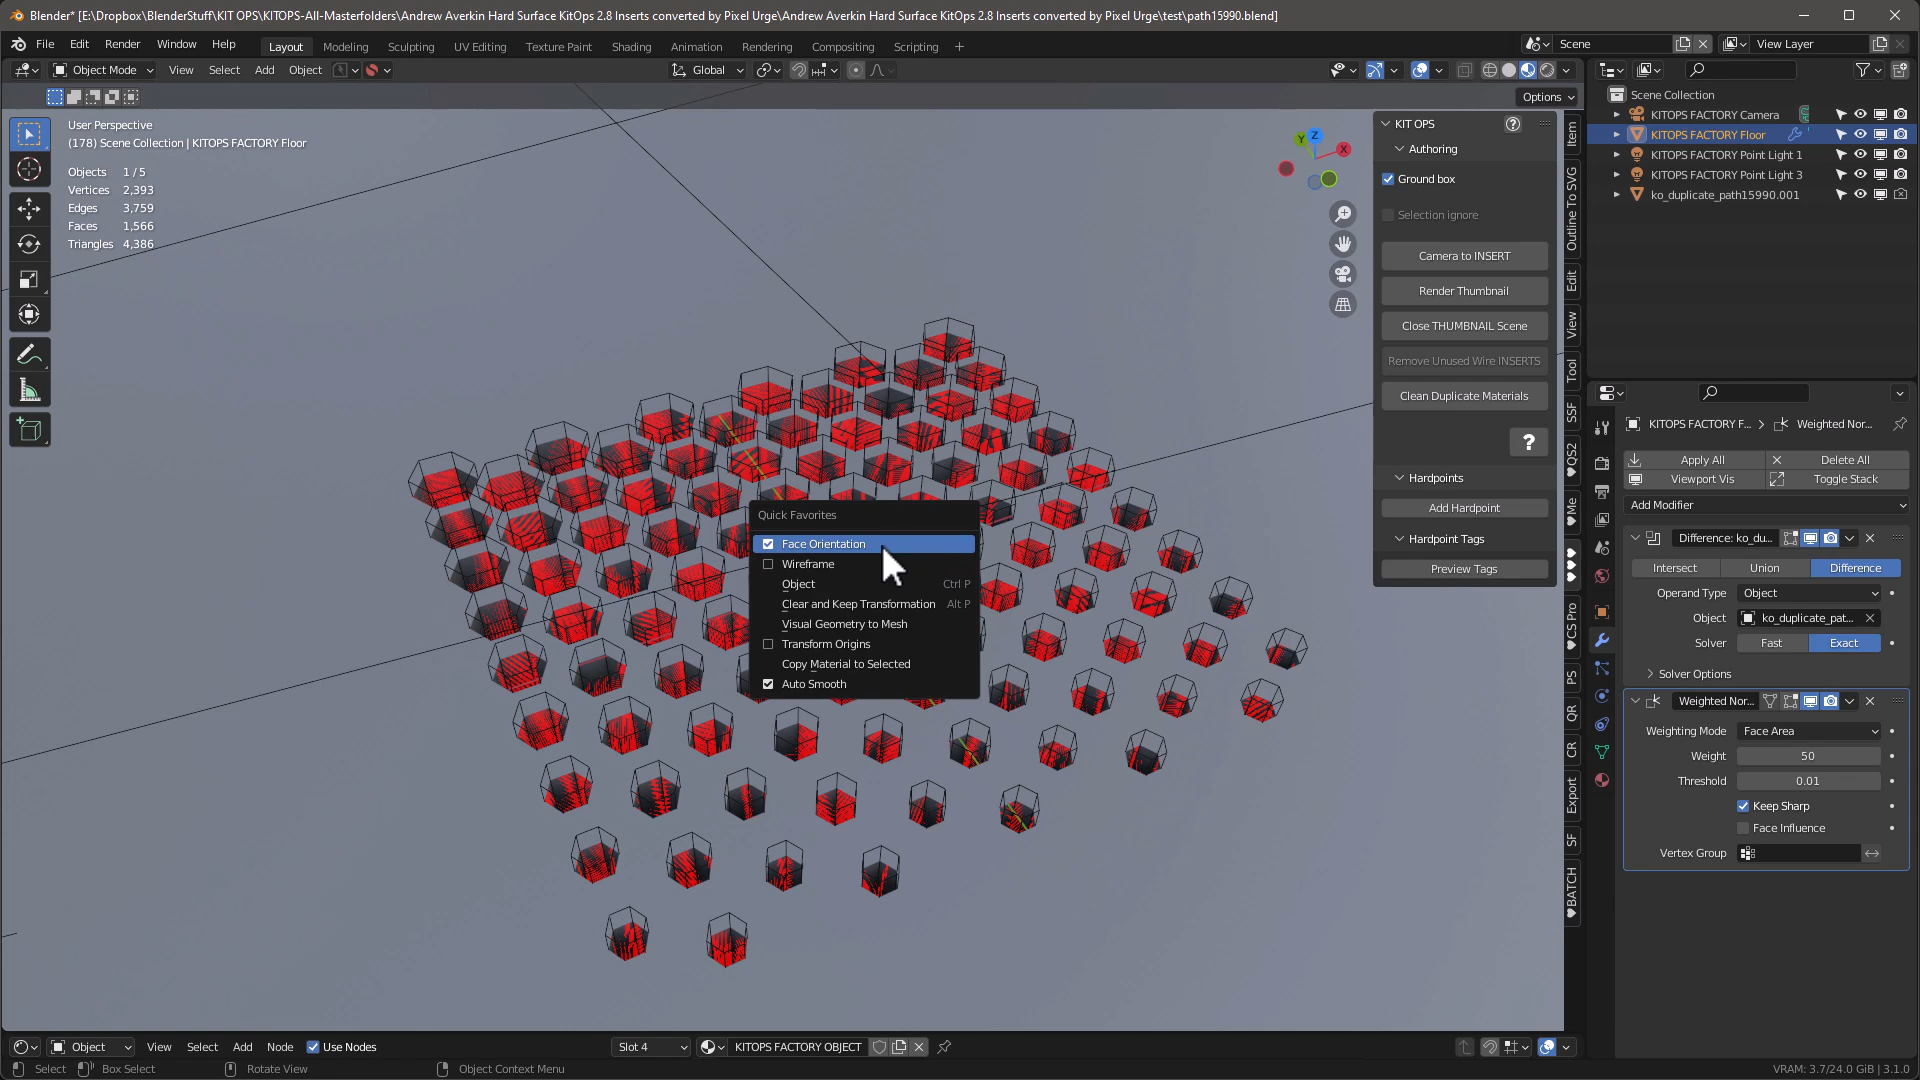 Blender* [E:\Dropbox\BlenderStuff\KIT OPS\KITOPS-All-Masterfolders\Andrew Averkin Hard Surface KitOps 2.8 Inserts converted by Pixel Urge\Andrew Averkin Hard Surface KitOps 2.8 Inserts converted by Pixel Urge\test\path15990.blend]
File Edit Render Window Help Layout Modeling Sculpting UV Editing Texture Paint Shading Animation Rendering Compositing Scripting + Scene View Layer
Object Mode View Select Add Object Global
Options
User Perspective
(178) Scene Collection | KITOPS FACTORY Floor
Objects 1 / 5
Vertices 2,393
Edges 3,759
Faces 1,566
Triangles 4,386
Z
Y
X
KIT OPS
Authoring
Ground box
Selection ignore
Camera to INSERT
Render Thumbnail
Close THUMBNAIL Scene
Remove Unused Wire INSERTS
Clean Duplicate Materials
?
Hardpoints
Add Hardpoint
Hardpoint Tags
Preview Tags
Item
Outline To SVG
Edit
View
Tool
SSF
♥QS2
♥Me
♥♥♥
♥CS Pro
PS
QR
CR
Export
SF
♥BATCH
Scene Collection
KITOPS FACTORY Camera
KITOPS FACTORY Floor
KITOPS FACTORY Point Light 1
KITOPS FACTORY Point Light 3
ko_duplicate_path15990.001
KITOPS FACTORY F... > Weighted Nor...
Apply All Delete All
Viewport Vis Toggle Stack
Add Modifier
Difference: ko_du...
Intersect Union Difference
Operand Type Object
Object ko_duplicate_pat...
Solver Fast Exact
Solver Options
Weighted Nor...
Weighting Mode Face Area
Weight 50
Threshold 0.01
Keep Sharp
Face Influence
Vertex Group
Quick Favorites
Face Orientation
Wireframe
Object Ctrl P
Clear and Keep Transformation Alt P
Visual Geometry to Mesh
Transform Origins
Copy Material to Selected
Auto Smooth
Object View Select Add Node Use Nodes Slot 4 KITOPS FACTORY OBJECT
Select Box Select Rotate View Object Context Menu VRAM: 3.7/24.0 GiB | 3.1.0